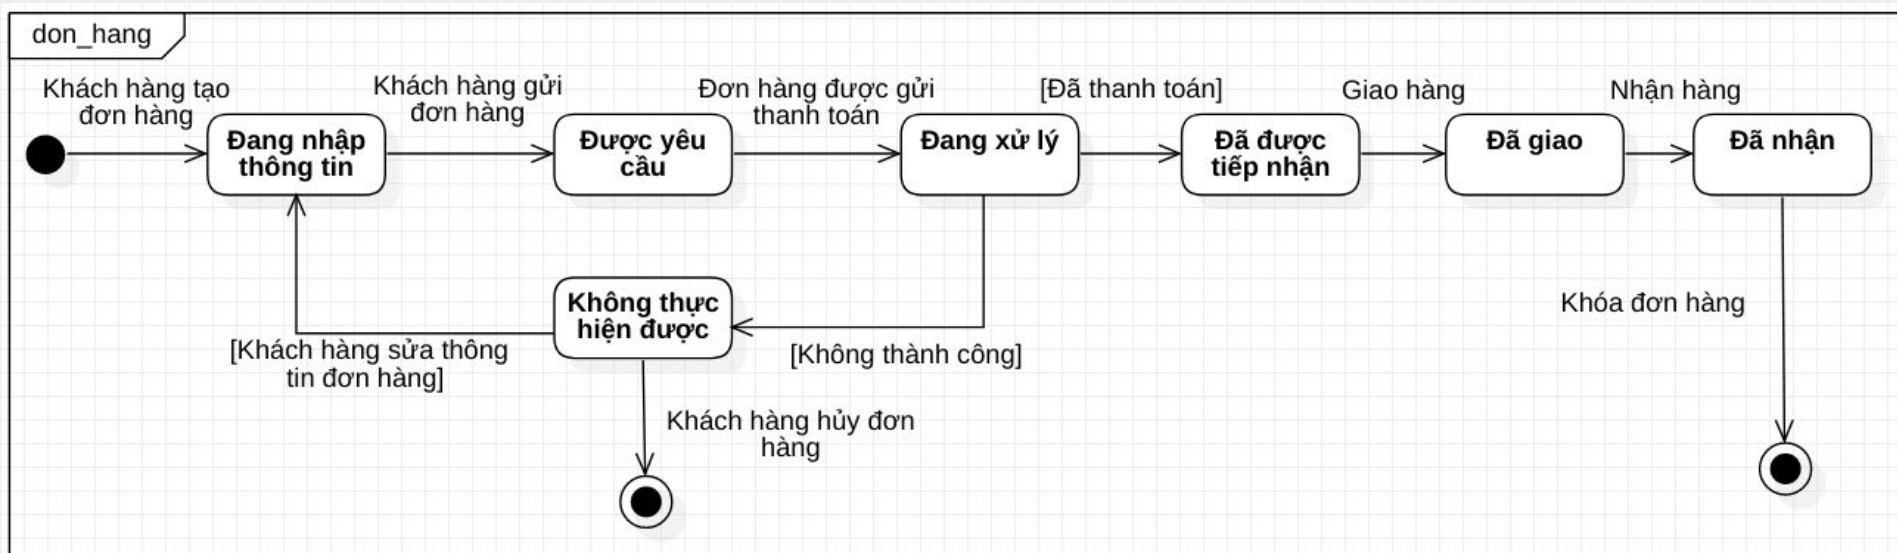 don_hang
Khách hàng tạo
đơn hàng
Khách hàng gửi
đơn hàng
Đơn hàng được gửi
thanh toán
[Đã thanh toán]
Giao hàng
Nhận hàng
Đang nhập
thông tin
Được yêu
cầu
Đang xử lý
Đã được
tiếp nhận
Đã giao
Đã nhận
Không thực
hiện được
[Khách hàng sửa thông
tin đơn hàng]
[Không thành công]
Khóa đơn hàng
Khách hàng hủy đơn
hàng